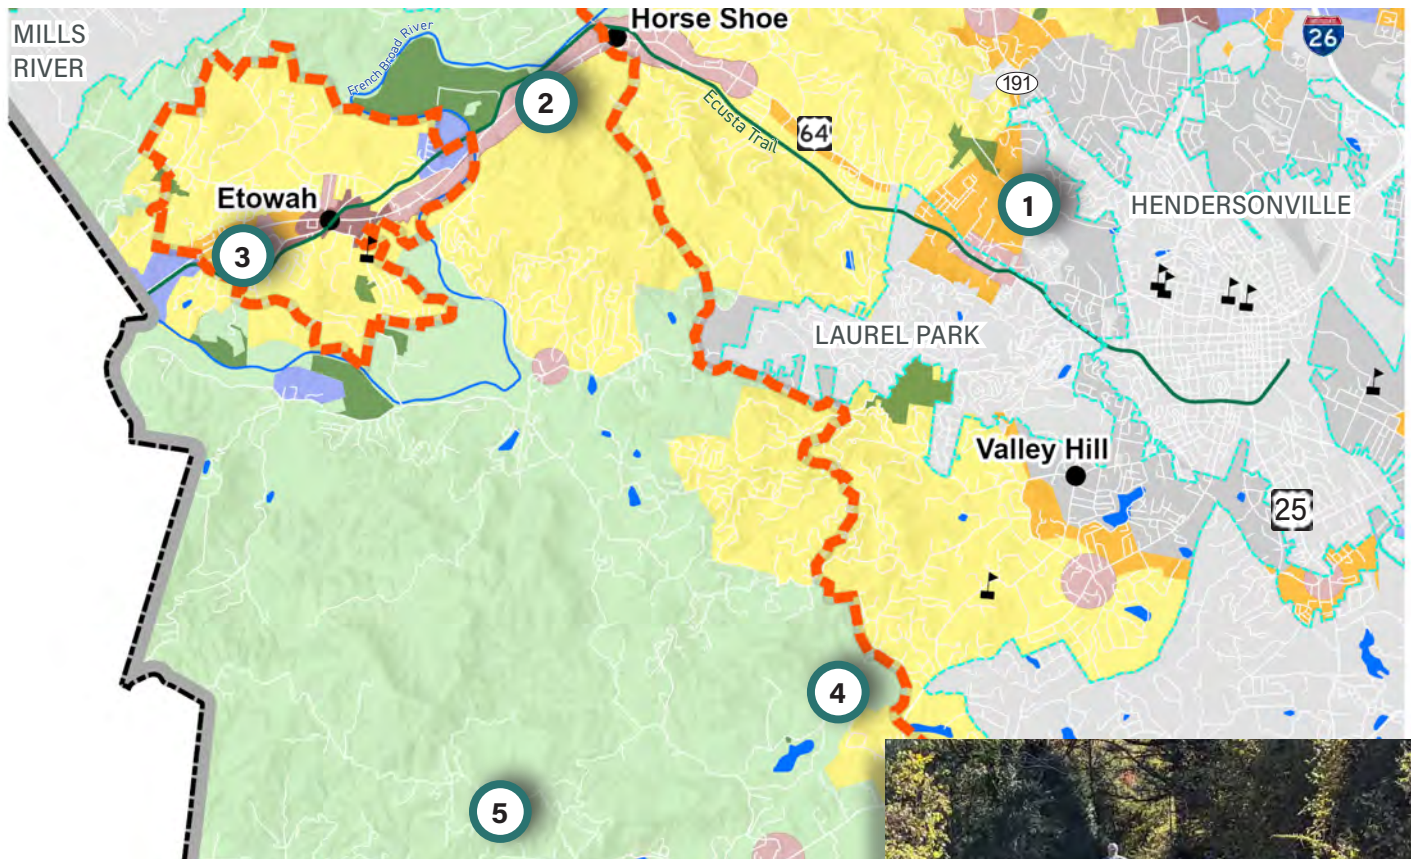 MILLS
RIVER
French Broad River
Horse Shoe
INTERSTATE
26
191
2
Ecusta Trail
64
Etowah
1
HENDERSONVILLE
3
LAUREL PARK
Valley Hill
25
4
5